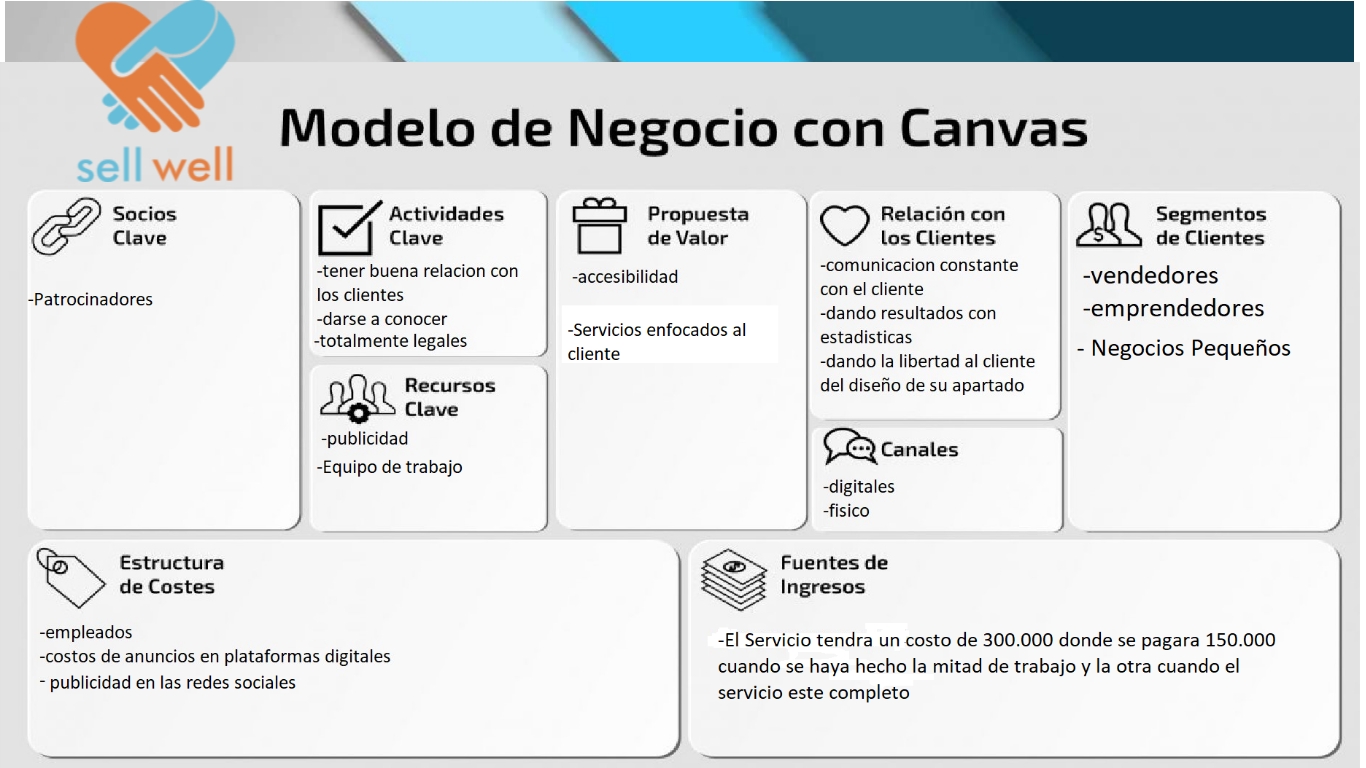 sell well
Modelo de Negocio con Canvas
Socios
Clave
-Patrocinadores
Actividades
Clave
-tener buena relacion con
los clientes
-darse a conocer
-totalmente legales
Recursos
Clave
-publicidad
-Equipo de trabajo
Propuesta
de Valor
-accesibilidad
-Servicios enfocados al
cliente
Relación con
los Clientes
-comunicacion constante
con el cliente
-dando resultados con
estadisticas
-dando la libertad al cliente
del diseño de su apartado
Canales
-digitales
-fisico
Segmentos
de Clientes
-vendedores
-emprendedores
- Negocios Pequeños
Estructura
de Costes
-empleados
-costos de anuncios en plataformas digitales
- publicidad en las redes sociales
Fuentes de
Ingresos
-El Servicio tendra un costo de 300.000 donde se pagara 150.000
cuando se haya hecho la mitad de trabajo y la otra cuando el
servicio este completo